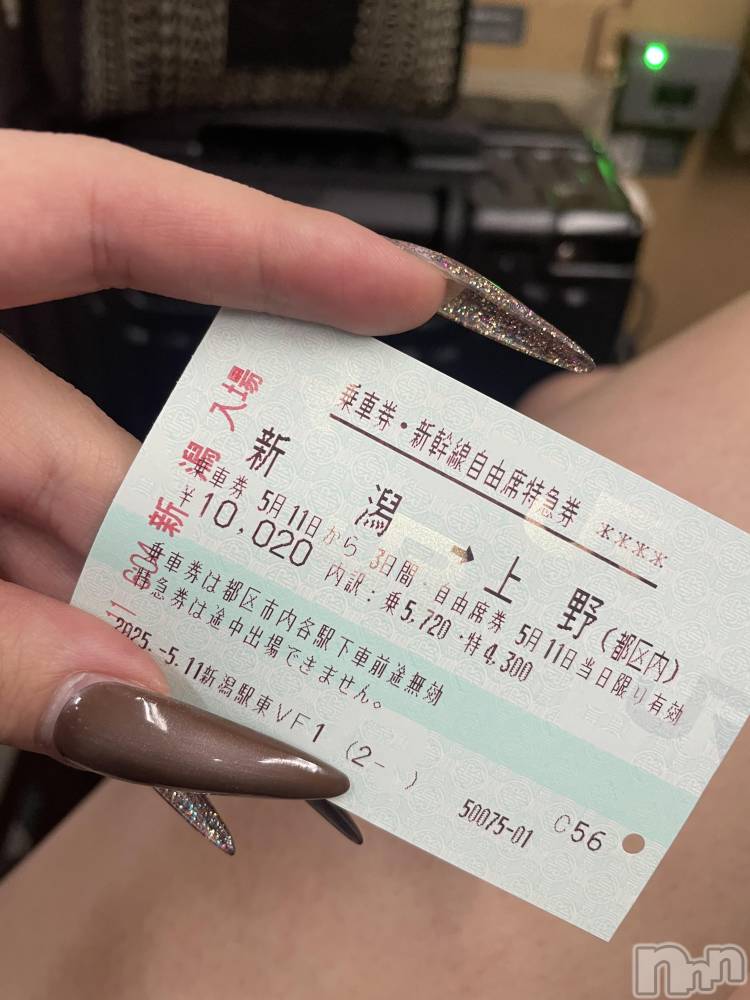 乗車券・新幹線自由席特急券
****
新潟→上野(都区内)
乗車券 5月11日から 3日間・自由席券 5月11日当日限り有効
¥10,020 内訳:乗5,720・特4,300
乗車券は都区市内各駅下車前途無効
特急券は途中出場できません。
2025.-5.11新潟駅東VF1 (2- )
50075-01 C56
新潟 入場
nnn